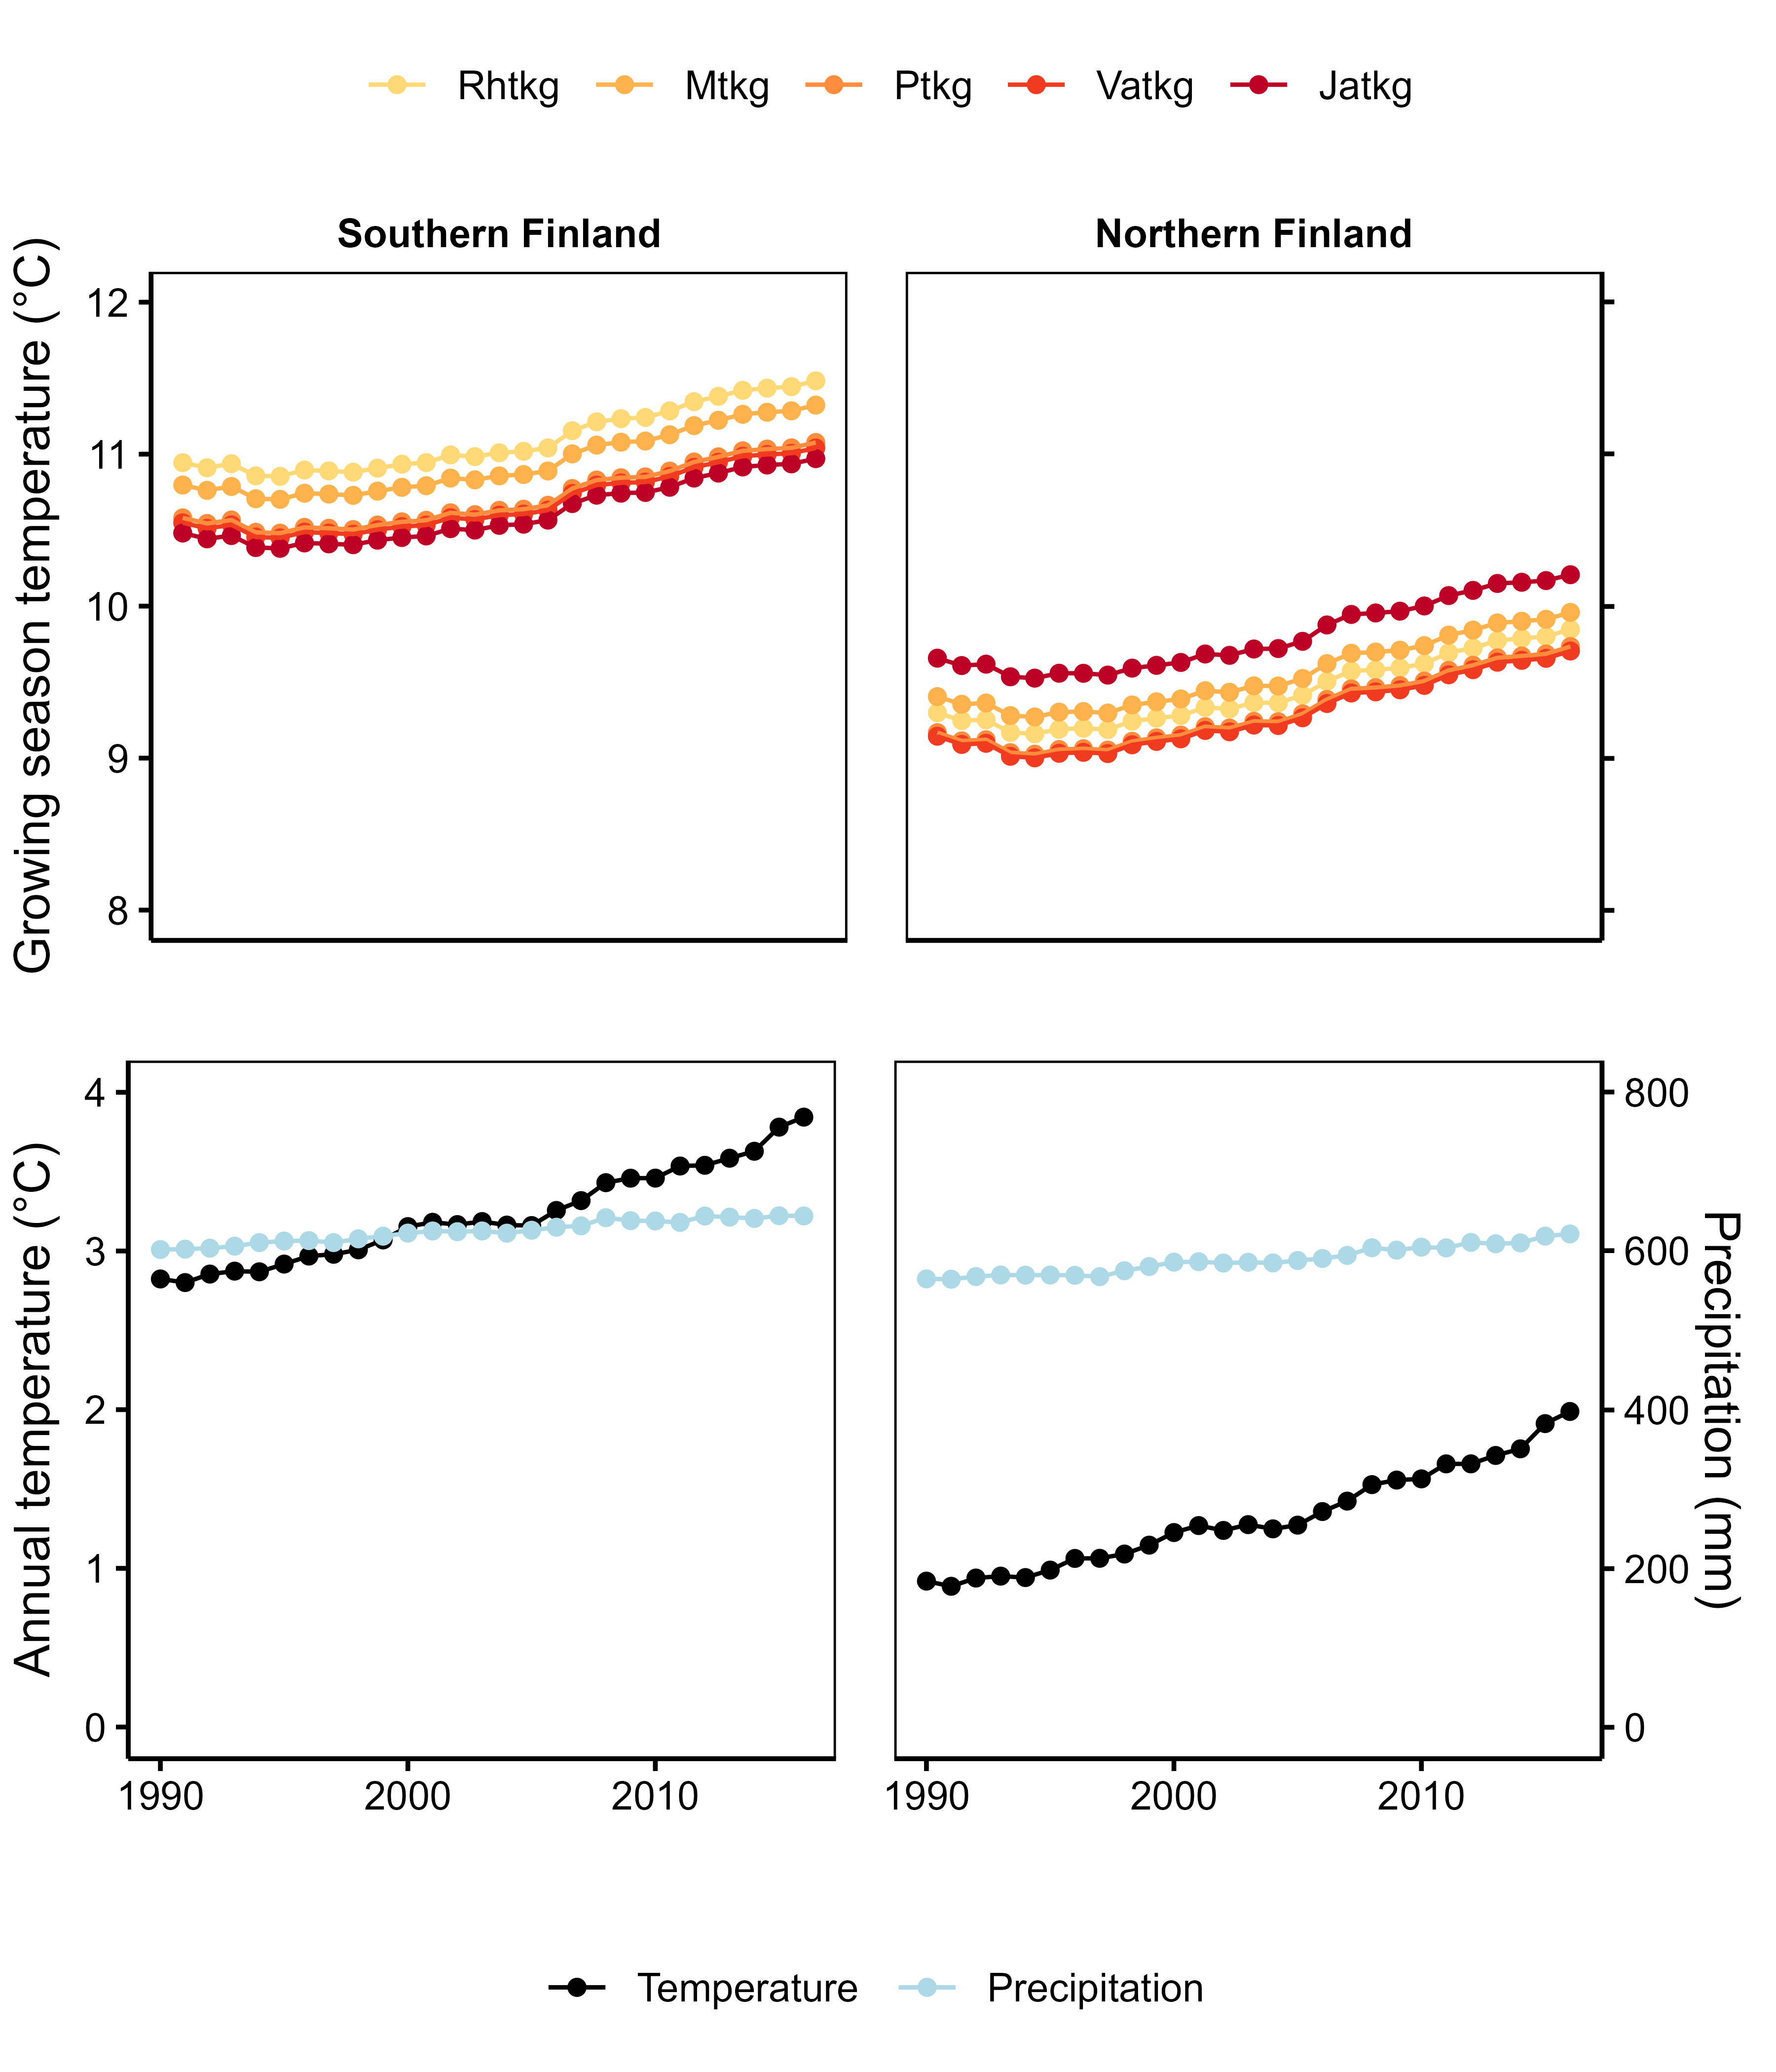 Rhtkg Mtkg Ptkg Vatkg Jatkg
Southern Finland
Northern Finland
Growing season temperature (°C)
12
11
10
9
8
Annual temperature (°C)
4
3
2
1
0
800
600
400
200
0
Precipitation (mm)
1990 2000 2010
1990 2000 2010
Temperature Precipitation